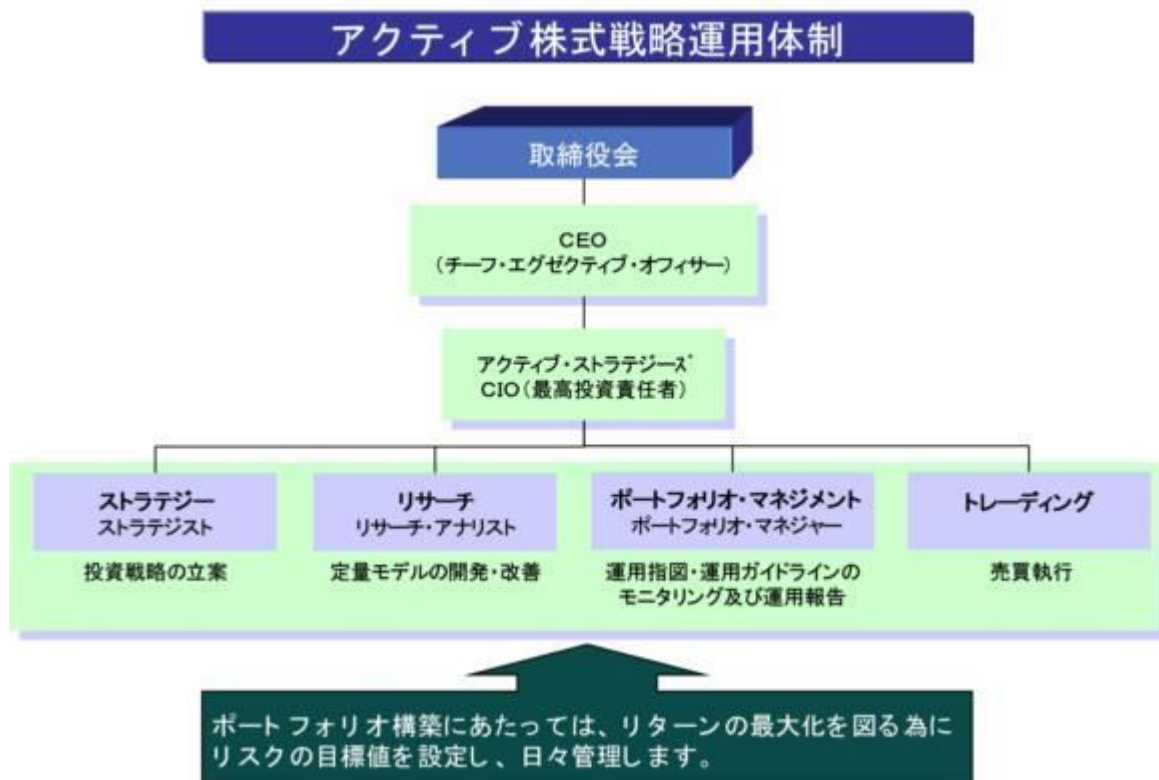 アクティブ株式戦略運用体制
取締役会
CEO
(チーフ・エグゼクティブ・オフィサー)
アクティブ・ストラテジーズ
CIO(最高投資責任者)
ストラテジー
ストラテジスト
投資戦略の立案
リサーチ
リサーチ・アナリスト
定量モデルの開発・改善
ポートフォリオ・マネジメント
ポートフォリオ・マネジャー
運用指図・運用ガイドラインの
モニタリング及び運用報告
トレーディング
売買執行
ポートフォリオ構築にあたっては、リターンの最大化を図る為に
リスクの目標値を設定し、日々管理します。